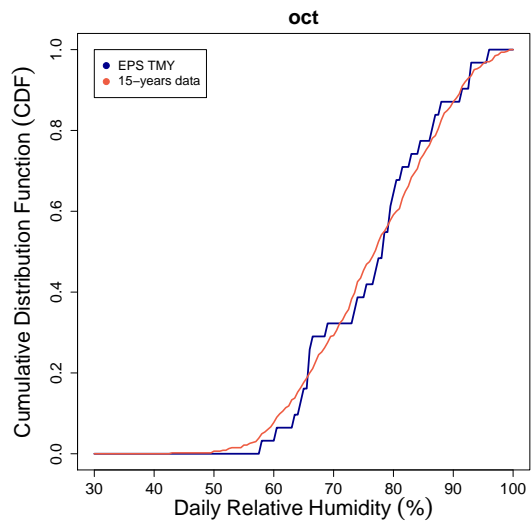 oct
Cumulative Distribution Function (CDF)
1.0
0.8
0.6
0.4
0.2
0.0
EPS TMY
15−years data
30 40 50 60 70 80 90 100
Daily Relative Humidity (%)